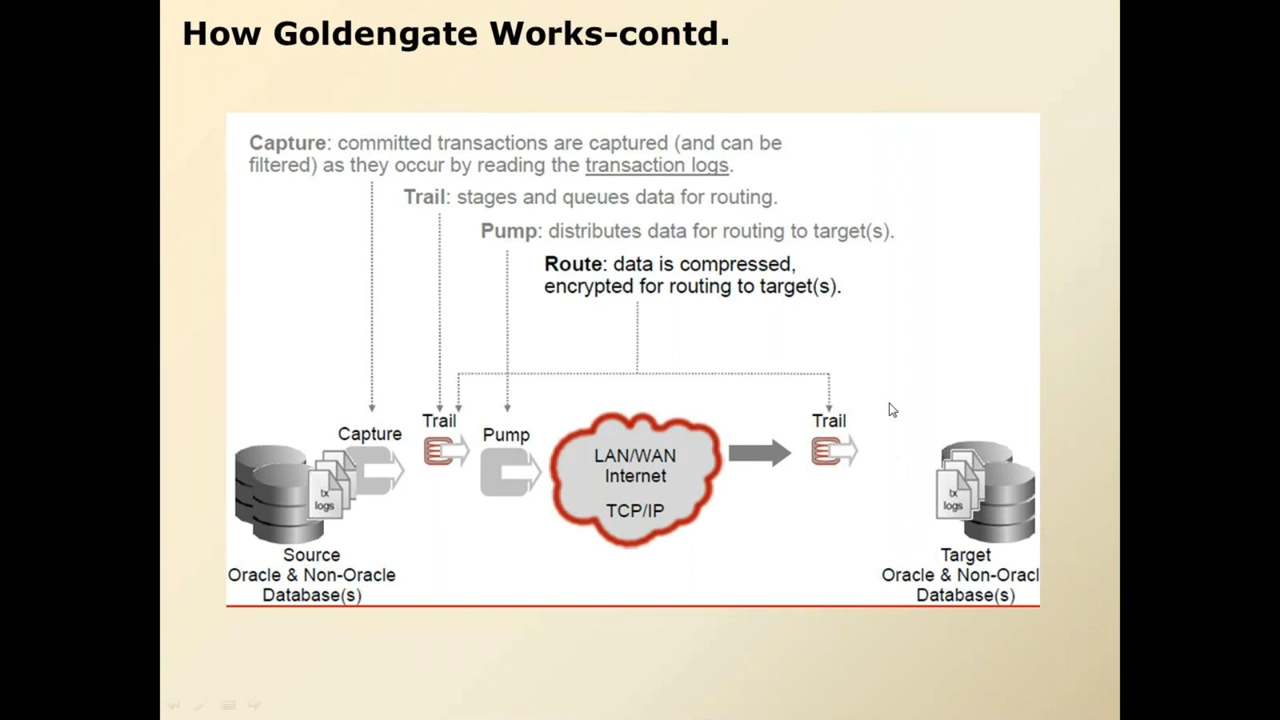 How Goldengate Works-contd.
Capture: committed transactions are captured (and can be
filtered) as they occur by reading the transaction logs.
Trail: stages and queues data for routing.
Pump: distributes data for routing to target(s).
Route: data is compressed,
encrypted for routing to target(s).
Capture
Trail
Pump
LAN/WAN
Internet
TCP/IP
Trail
tx
logs
tx
logs
Source
Oracle & Non-Oracle
Database(s)
Target
Oracle & Non-Oracl
Database(s)